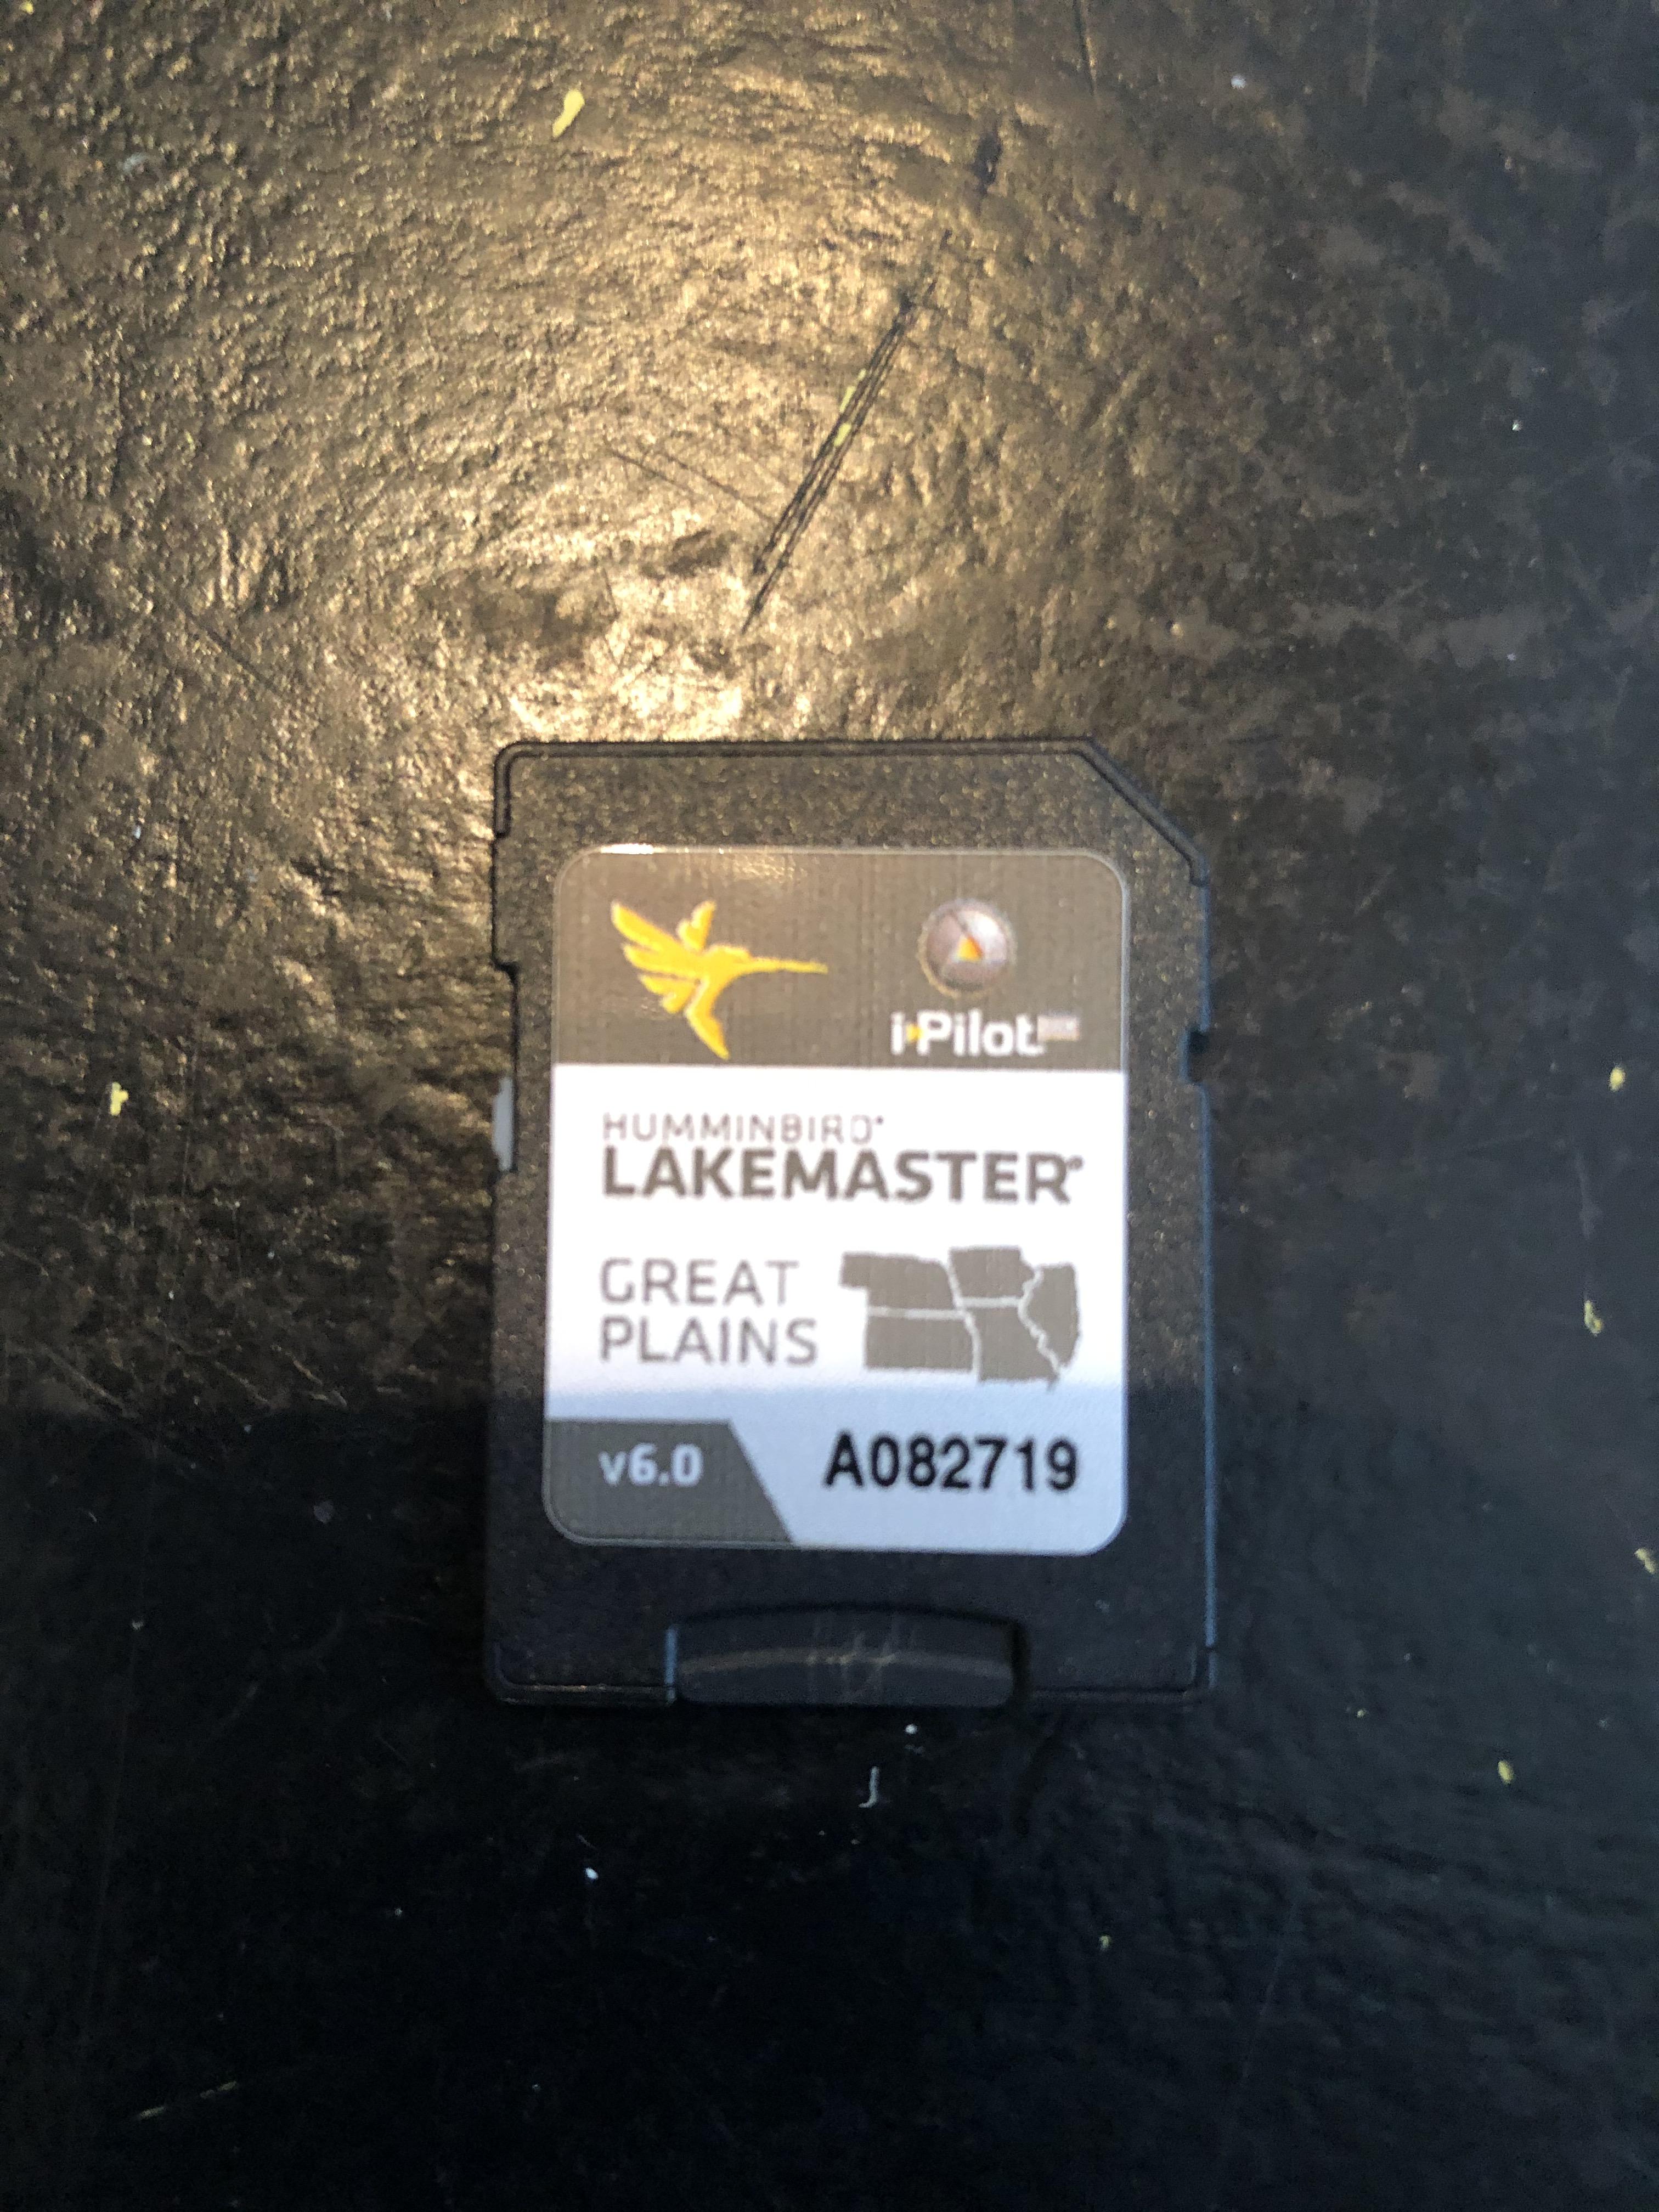 i-Pilot
HUMMINBIRD®
LAKEMASTER®
GREAT
PLAINS
v6.0
A082719